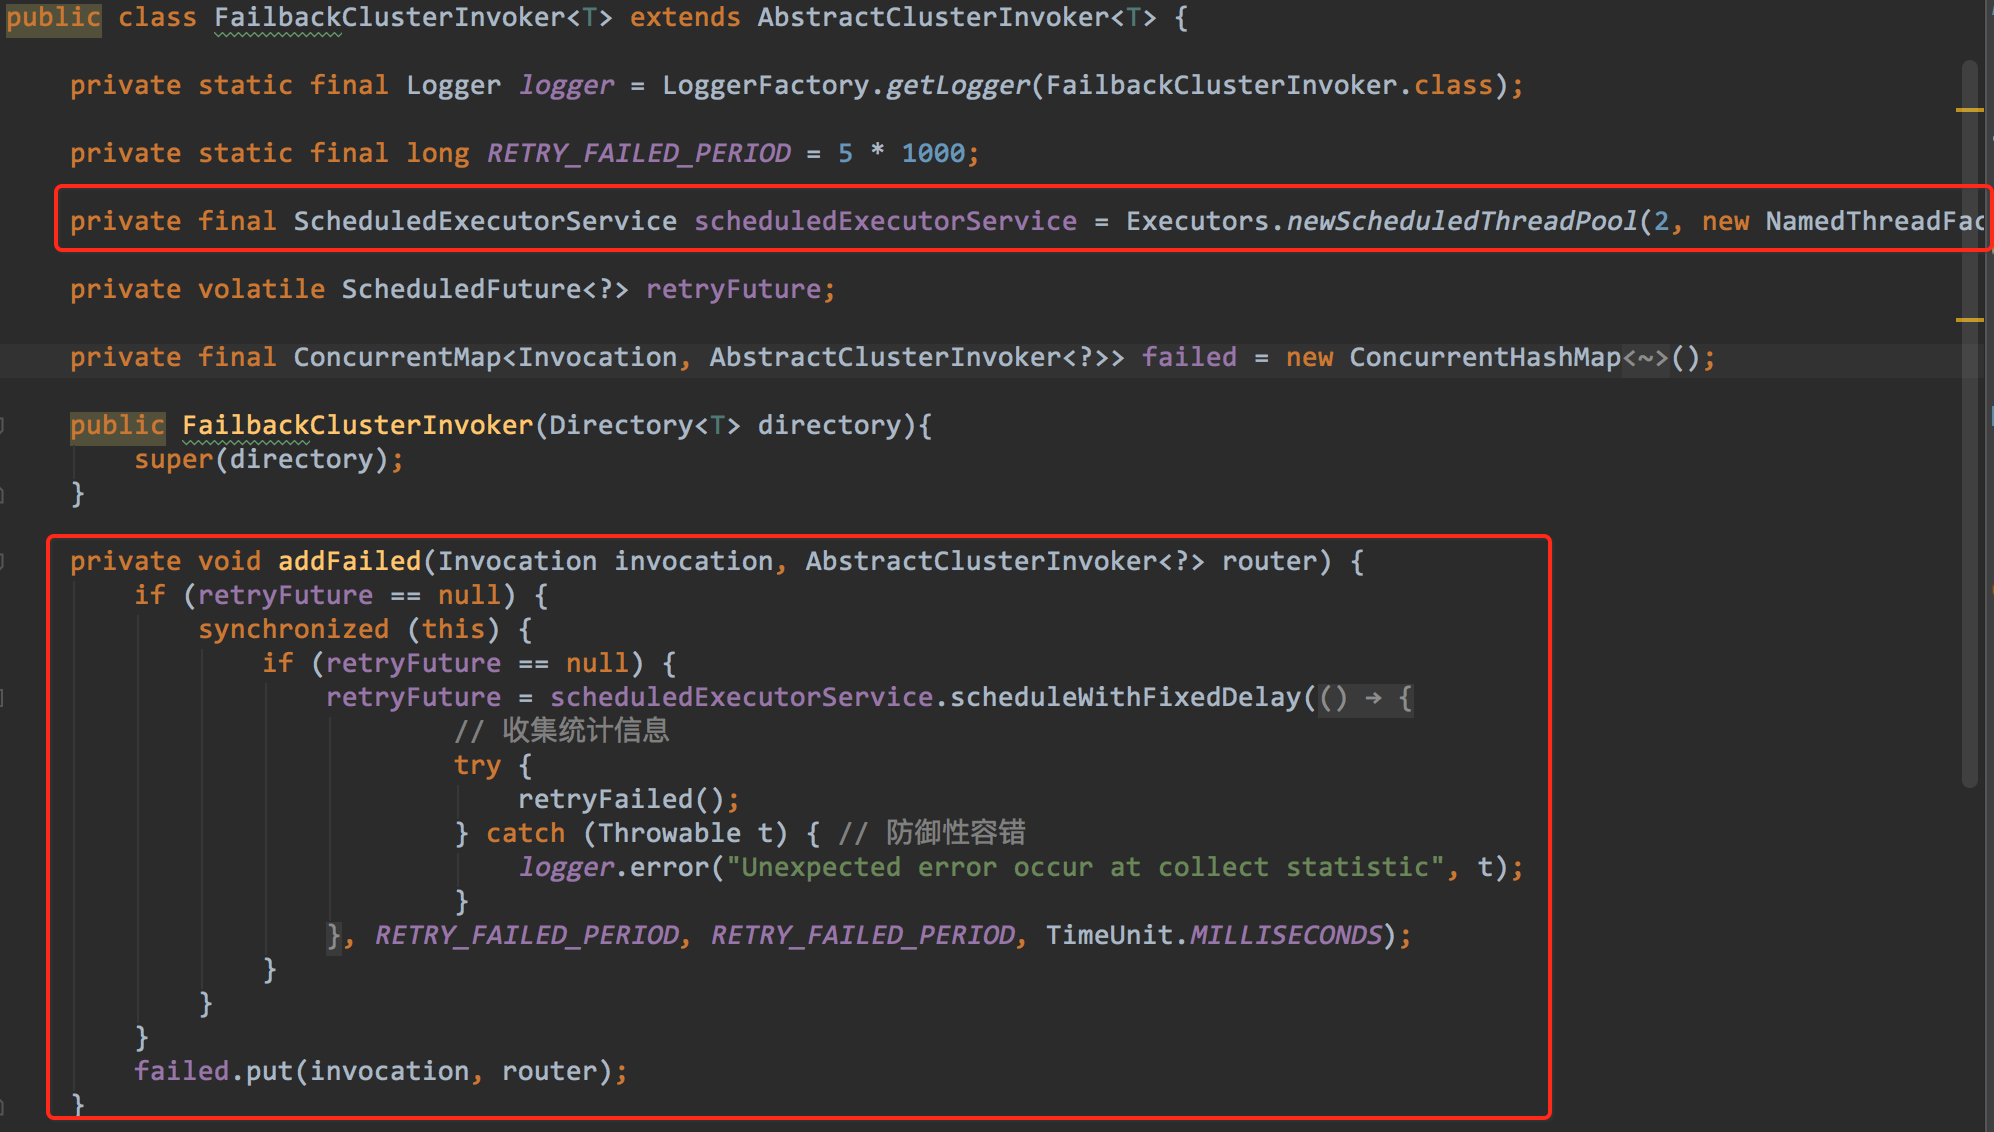 public class FailbackClusterInvoker<T> extends AbstractClusterInvoker<T> {
private static final Logger logger = LoggerFactory.getLogger(FailbackClusterInvoker.class);
private static final long RETRY_FAILED_PERIOD = 5 * 1000;
private final ScheduledExecutorService scheduledExecutorService = Executors.newScheduledThreadPool(2, new NamedThreadFac
private volatile ScheduledFuture<?> retryFuture;
private final ConcurrentMap<Invocation, AbstractClusterInvoker<?>> failed = new ConcurrentHashMap<~>();
public FailbackClusterInvoker(Directory<T> directory){
super(directory);
}
private void addFailed(Invocation invocation, AbstractClusterInvoker<?> router) {
if (retryFuture == null) {
synchronized (this) {
if (retryFuture == null) {
retryFuture = scheduledExecutorService.scheduleWithFixedDelay(() → {
// 收集统计信息
try {
retryFailed();
} catch (Throwable t) { // 防御性容错
logger.error("Unexpected error occur at collect statistic", t);
}
}, RETRY_FAILED_PERIOD, RETRY_FAILED_PERIOD, TimeUnit.MILLISECONDS);
}
}
}
failed.put(invocation, router);
}